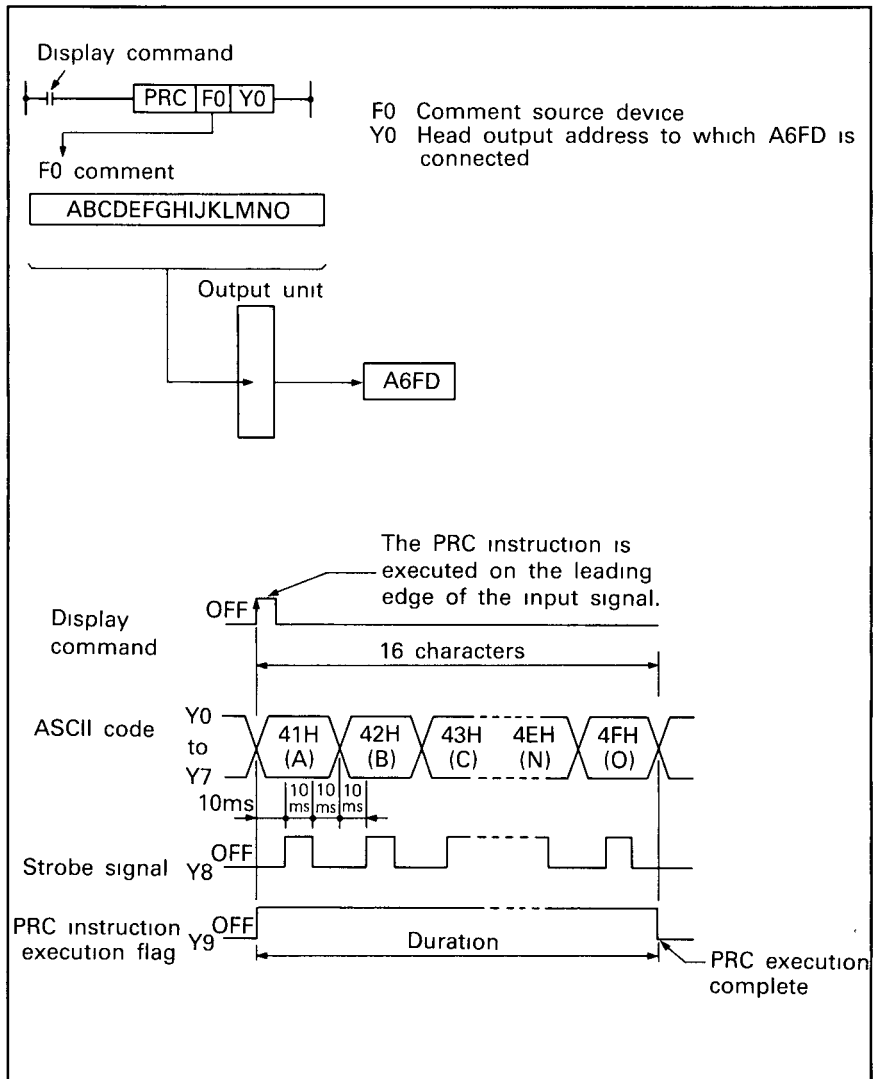 Display command
PRC F0 Y0
F0 Comment source device
Y0 Head output address to which A6FD is
connected
F0 comment
ABCDEFGHIJKLMNO
Output unit
A6FD
The PRC instruction is
executed on the leading
edge of the input signal.
OFF
Display
command
16 characters
ASCII code
Y0
to
Y7
41H
(A)
42H
(B)
43H
(C)
4EH
(N)
4FH
(O)
10ms
10
ms
10
ms
10
ms
Strobe signal Y8 OFF
PRC instruction
execution flag Y9 OFF
Duration
PRC execution
complete